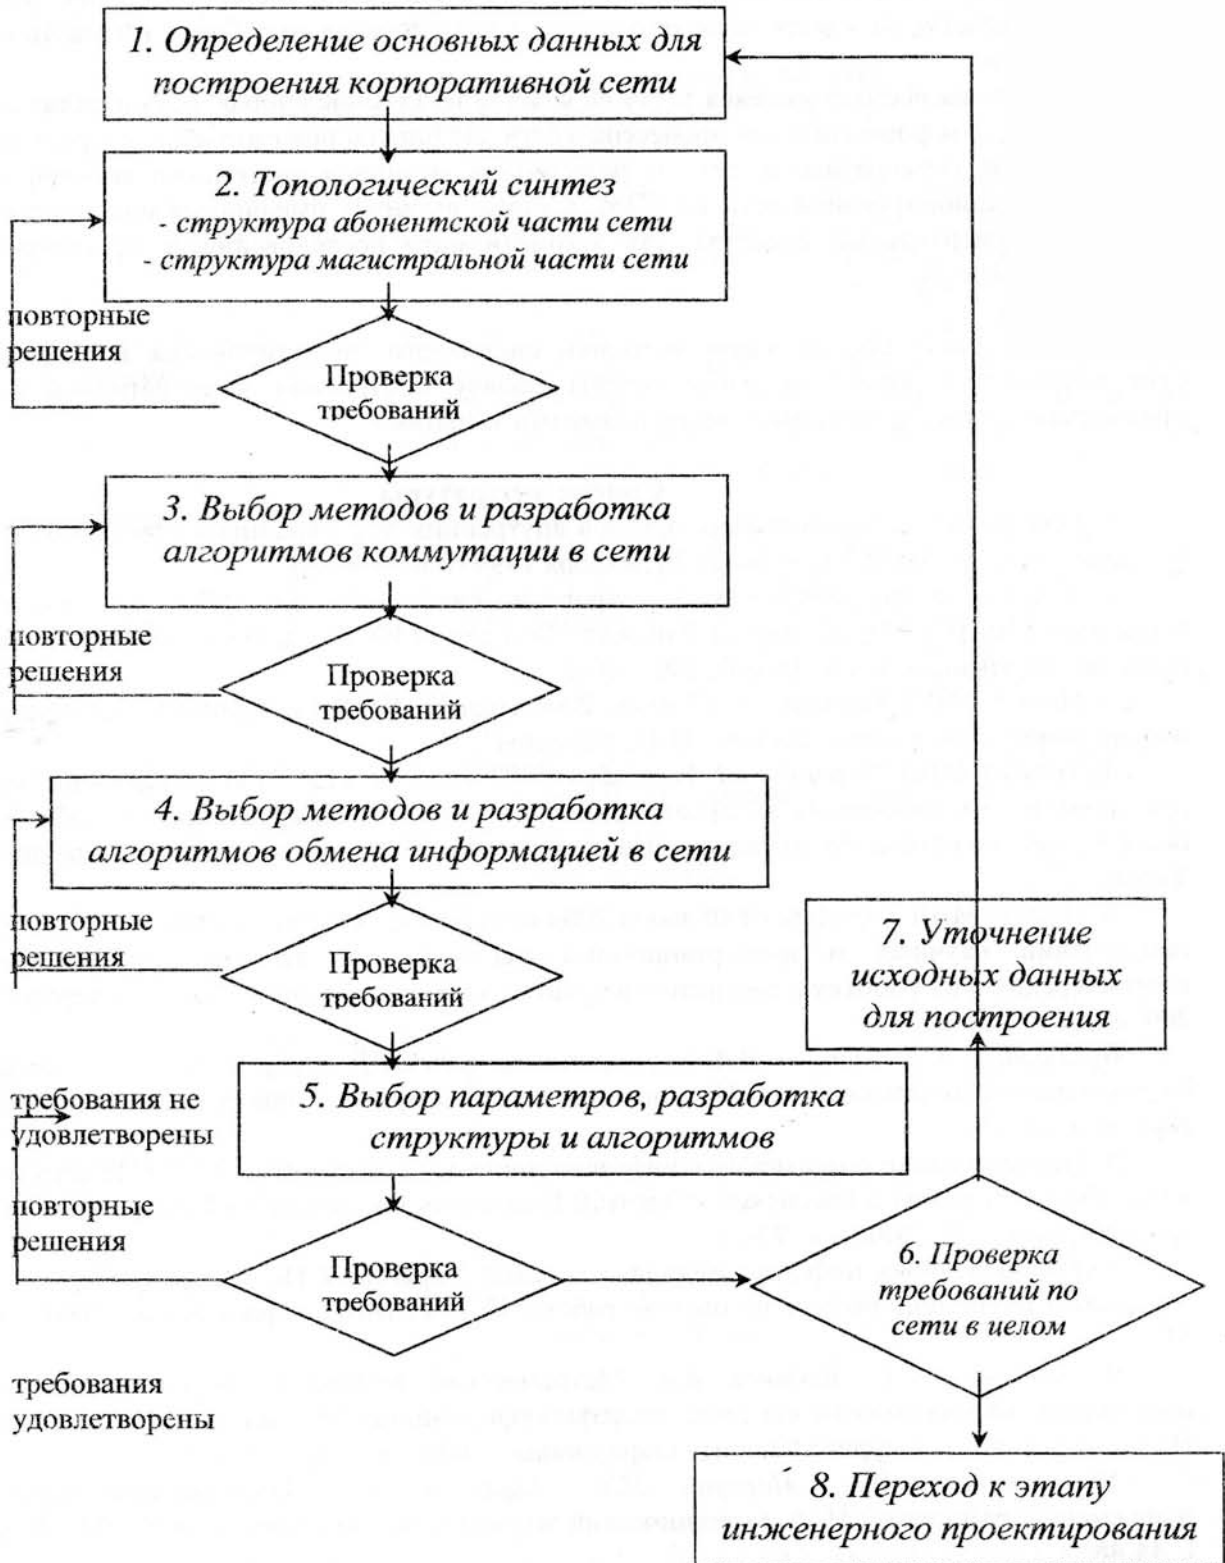 1. Определение основных данных для
построения корпоративной сети
2. Топологический синтез
- структура абонентской части сети
- структура магистральной части сети
повторные
решения
Проверка
требований
3. Выбор методов и разработка
алгоритмов коммутации в сети
повторные
решения
Проверка
требований
4. Выбор методов и разработка
алгоритмов обмена информацией в сети
повторные
решения
Проверка
требований
7. Уточнение
исходных данных
для построения
требования не
удовлетворены
5. Выбор параметров, разработка
структуры и алгоритмов
повторные
решения
Проверка
требований
6. Проверка
требований по
сети в целом
требования
удовлетворены
8. Переход к этапу
инженерного проектирования